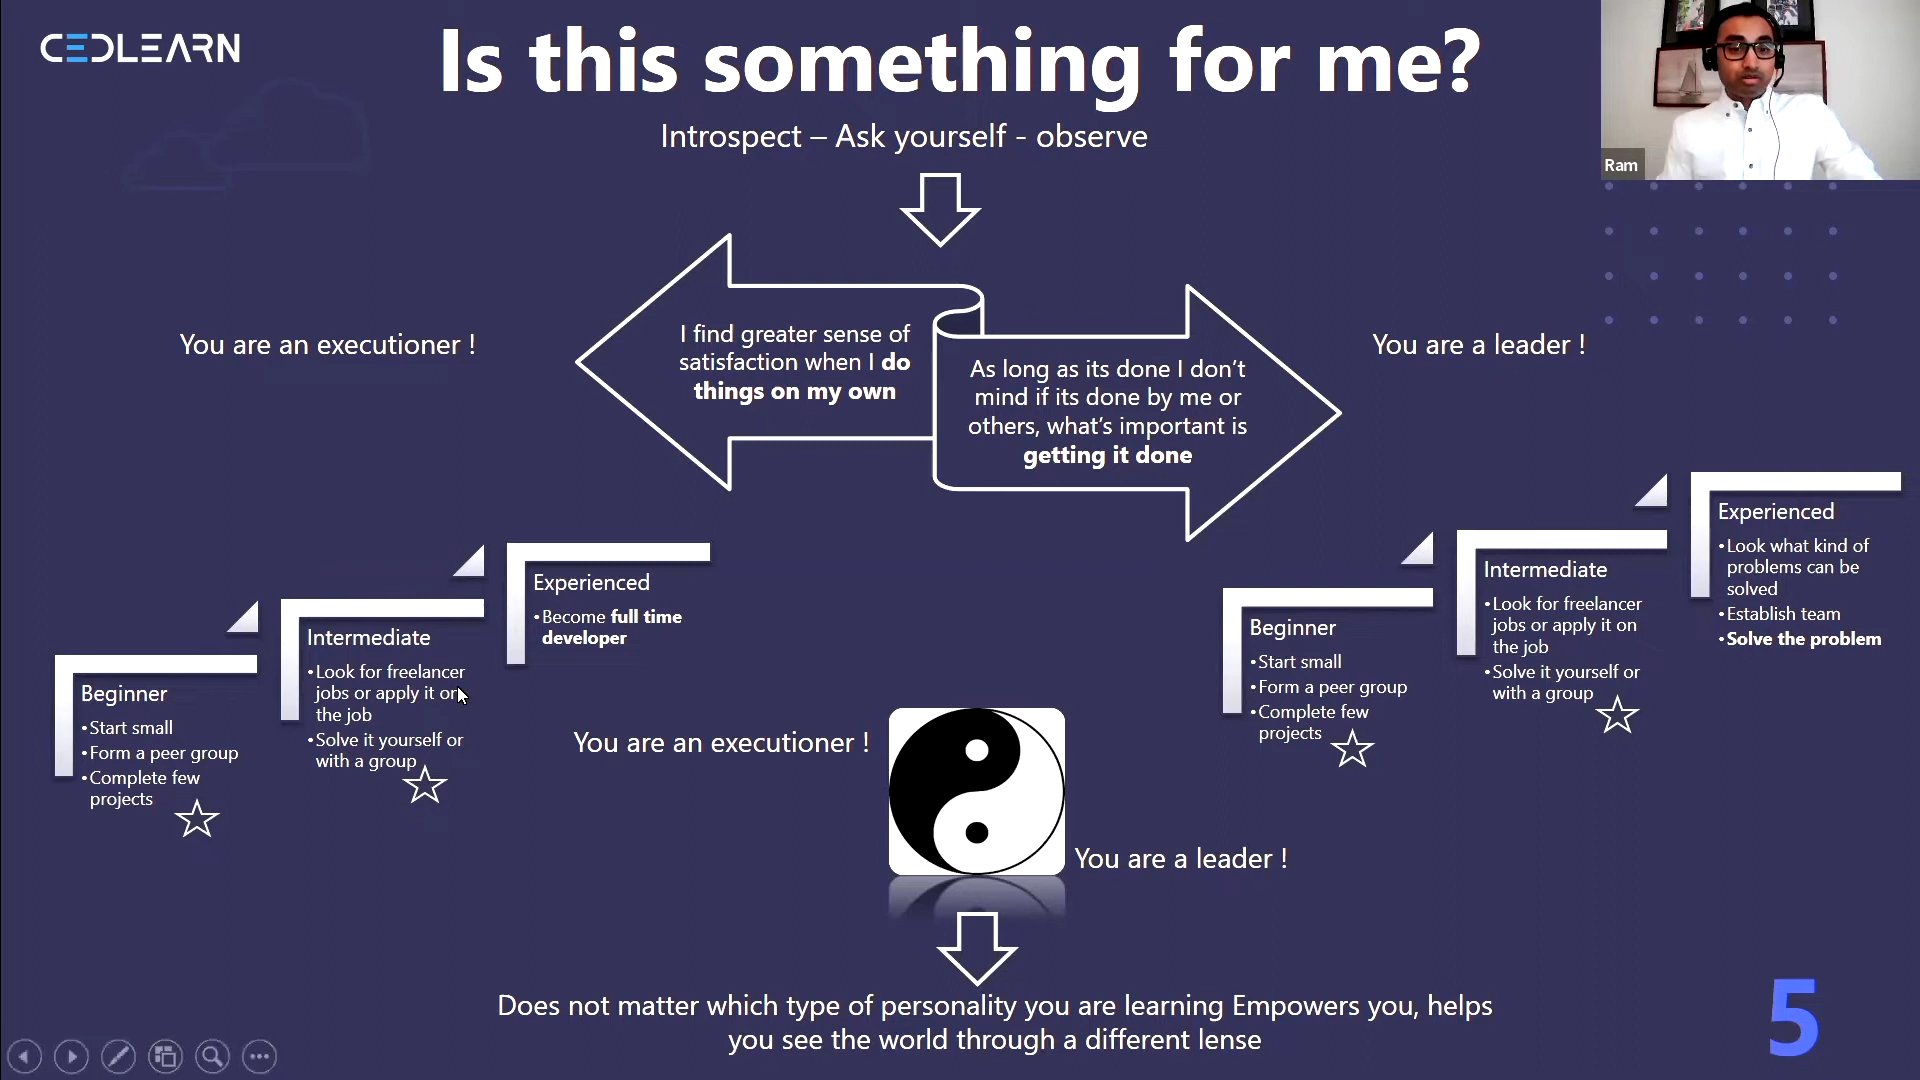 CEDLEARN
Is this something for me?
Introspect – Ask yourself - observe
Ram
You are an executioner !
I find greater sense of
satisfaction when I do
things on my own
As long as its done I don't
mind if its done by me or
others, what's important is
getting it done
You are a leader !
Beginner
•Start small
•Form a peer group
•Complete few
projects
Intermediate
•Look for freelancer
jobs or apply it on
the job
•Solve it yourself or
with a group
Experienced
•Become full time
developer
Beginner
•Start small
•Form a peer group
•Complete few
projects
Intermediate
•Look for freelancer
jobs or apply it on
the job
•Solve it yourself or
with a group
Experienced
•Look what kind of
problems can be
solved
•Establish team
•Solve the problem
You are an executioner !
You are a leader !
Does not matter which type of personality you are learning Empowers you, helps
you see the world through a different lense
5